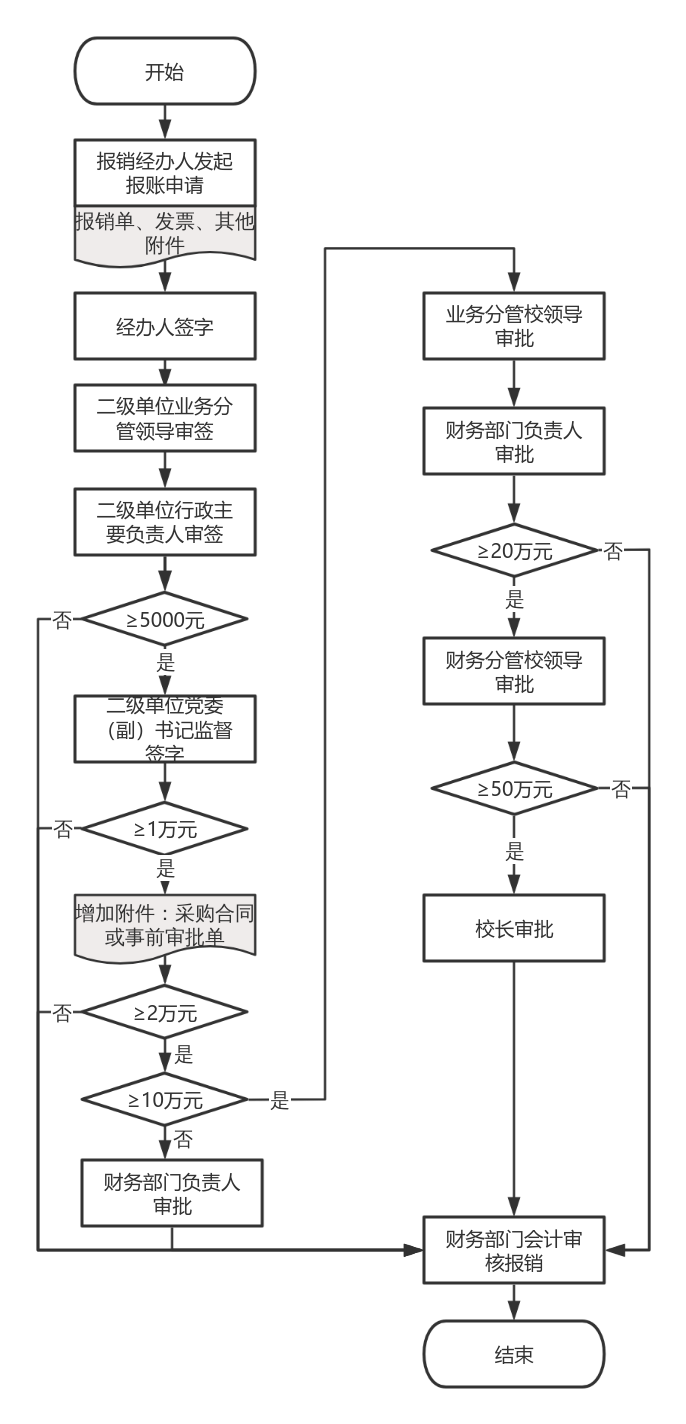 开始
报销经办人发起
报账申请
报销单、发票、其他
附件
经办人签字
二级单位业务分
管领导审签
二级单位行政主
要负责人审签
≥5000元
否
是
二级单位党委
（副）书记监督
签字
≥1万元
否
是
增加附件：采购合同
或事前审批单
≥2万元
否
是
≥10万元
是
否
财务部门负责人
审批
业务分管校领导
审批
财务部门负责人
审批
≥20万元
否
是
财务分管校领导
审批
≥50万元
否
是
校长审批
财务部门会计审
核报销
结束